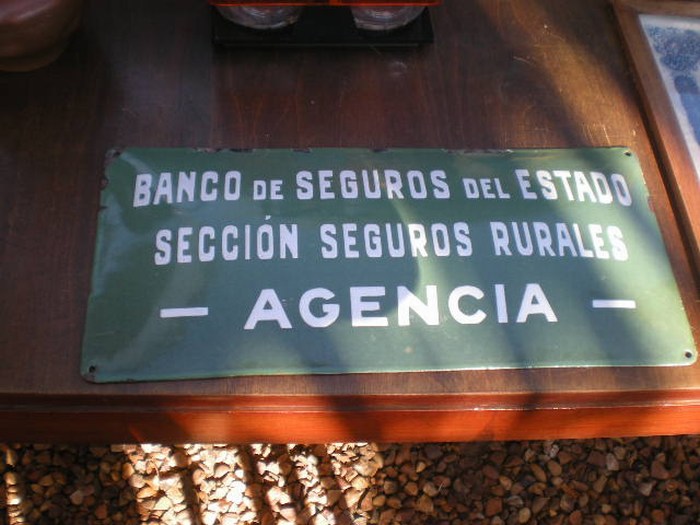 BANCO DE SEGUROS DEL ESTADO
SECCIÓN SEGUROS RURALES
— AGENCIA —